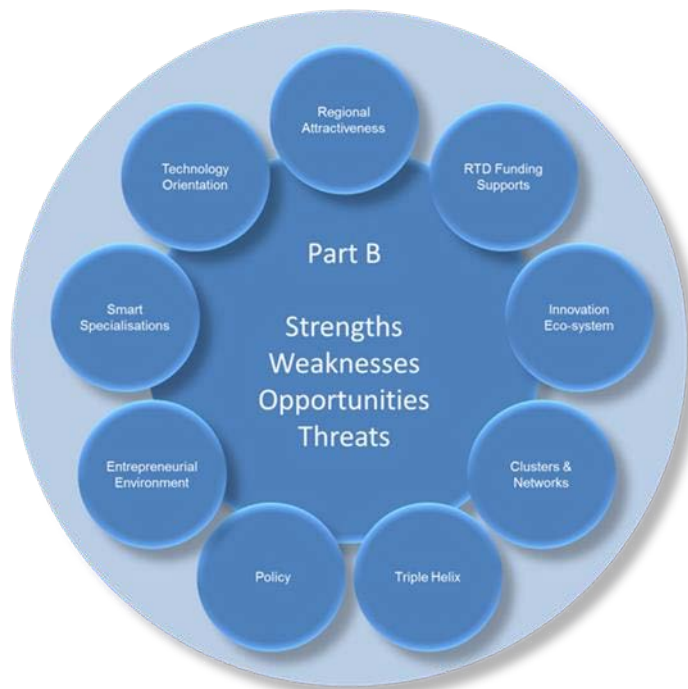 Regional
Attractiveness
RTD Funding
Supports
Innovation
Eco-system
Clusters &
Networks
Triple Helix
Policy
Entrepreneurial
Environment
Smart
Specialisations
Technology
Orientation
Part B
Strengths
Weaknesses
Opportunities
Threats